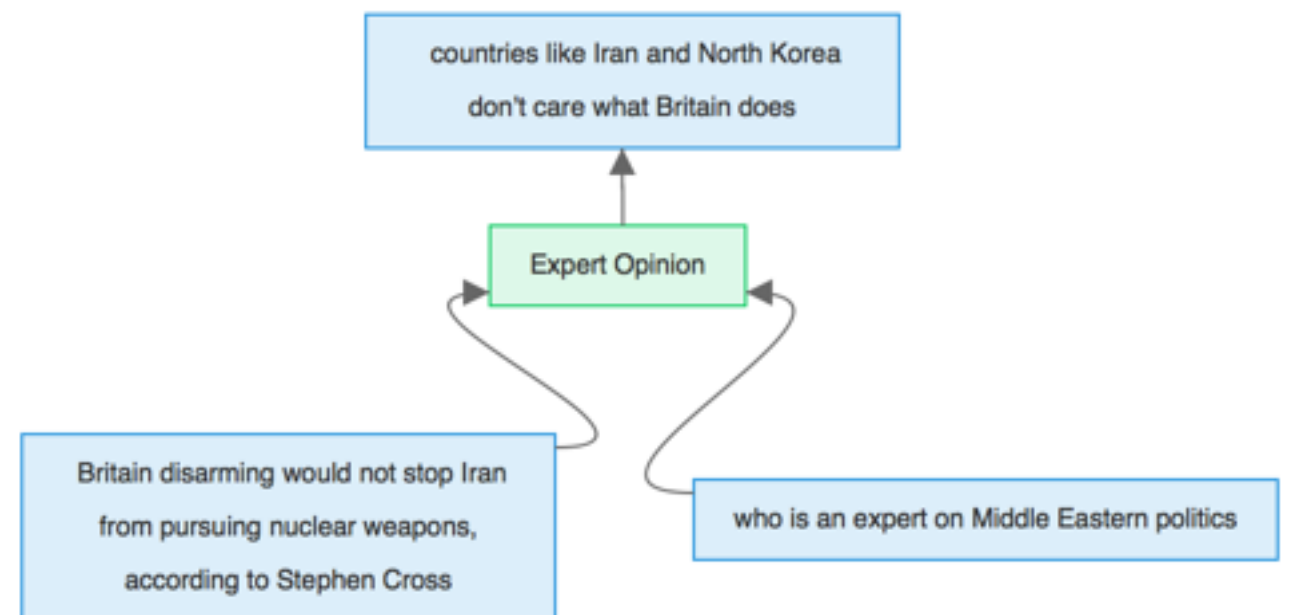 countries like Iran and North Korea
don't care what Britain does
Expert Opinion
Britain disarming would not stop Iran
from pursuing nuclear weapons,
according to Stephen Cross
who is an expert on Middle Eastern politics